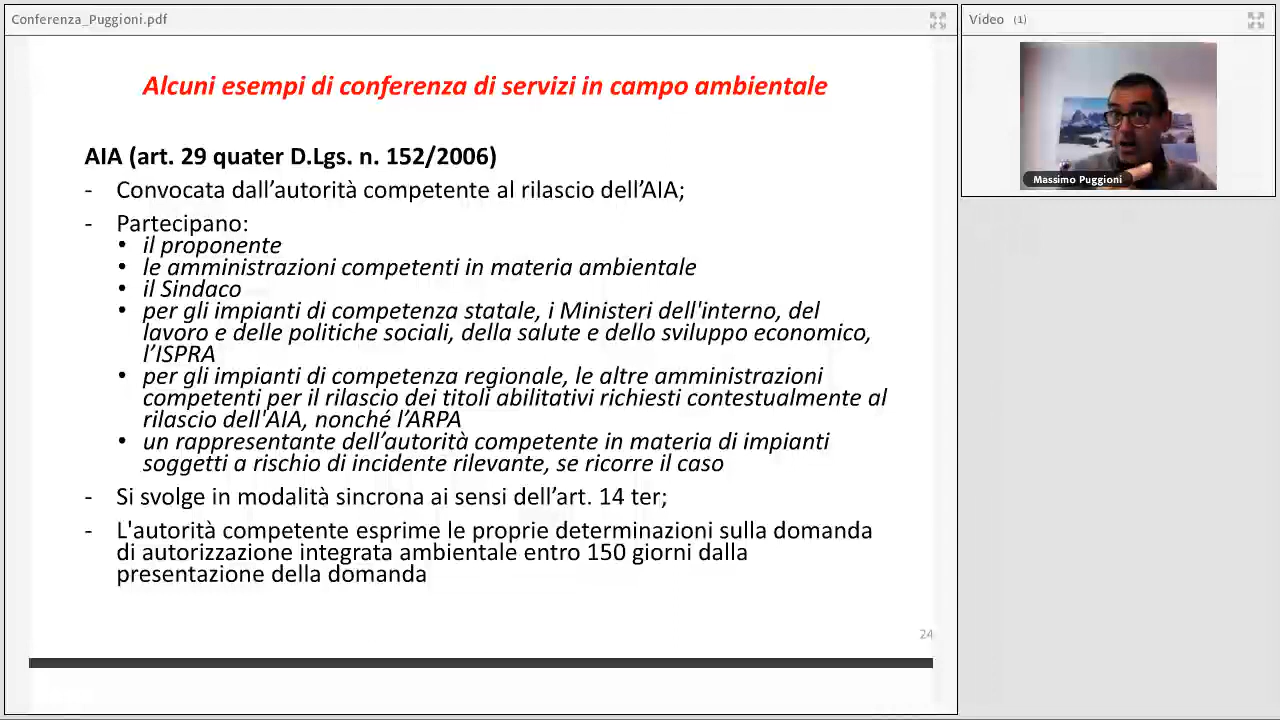 Conferenza_Puggioni.pdf
Video (1)
Alcuni esempi di conferenza di servizi in campo ambientale
AIA (art. 29 quater D.Lgs. n. 152/2006)
- Convocata dall’autorità competente al rilascio dell’AIA;
- Partecipano:
• il proponente
• le amministrazioni competenti in materia ambientale
• il Sindaco
• per gli impianti di competenza statale, i Ministeri dell'interno, del
lavoro e delle politiche sociali, della salute e dello sviluppo economico,
l’ISPRA
• per gli impianti di competenza regionale, le altre amministrazioni
competenti per il rilascio dei titoli abilitativi richiesti contestualmente al
rilascio dell'AIA, nonché l’ARPA
• un rappresentante dell’autorità competente in materia di impianti
soggetti a rischio di incidente rilevante, se ricorre il caso
- Si svolge in modalità sincrona ai sensi dell’art. 14 ter;
- L'autorità competente esprime le proprie determinazioni sulla domanda
di autorizzazione integrata ambientale entro 150 giorni dalla
presentazione della domanda
24
Massimo Puggioni